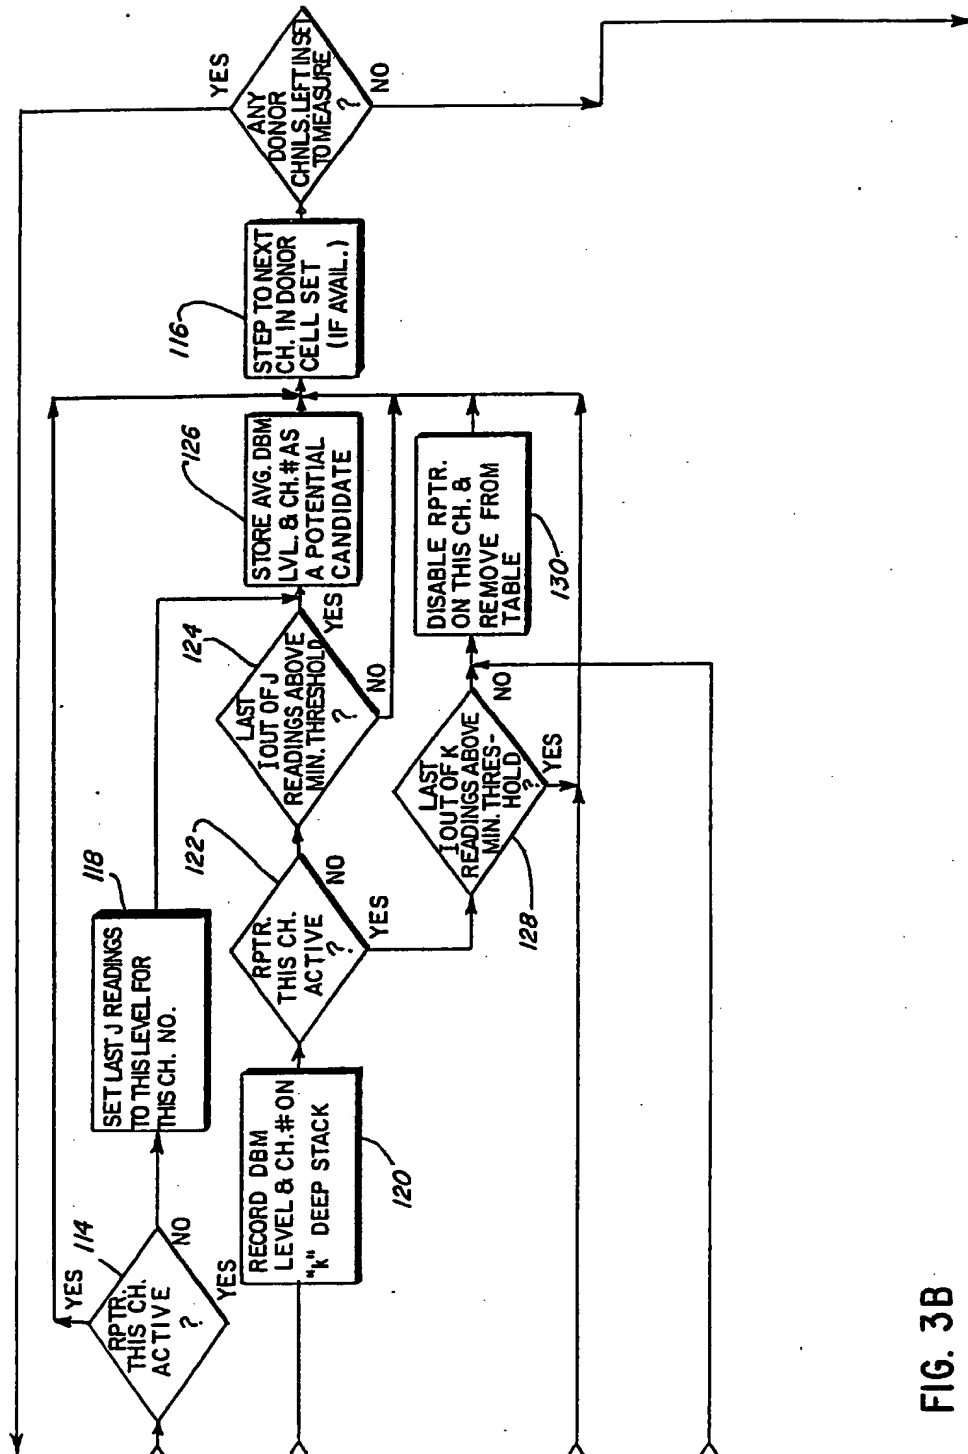 114
RPTR.
THIS CH.
ACTIVE
?
YES
NO
YES
118
SET LAST J READINGS
TO THIS LEVEL FOR
THIS CH. NO.
RECORD DBM
LEVEL & CH.# ON
"k" DEEP STACK
120
122
RPTR.
THIS CH.
ACTIVE
?
NO
YES
124
LAST
I OUT OF J
READINGS ABOVE
MIN. THRESHOLD
?
YES
NO
126
STORE AVG. DBM
LVL. & CH.# AS
A POTENTIAL
CANDIDATE
128
LAST
I OUT OF K
READINGS ABOVE
MIN. THRES-
HOLD
?
NO
YES
DISABLE RPTR.
ON THIS CH. &
REMOVE FROM
TABLE
130
116
STEP TO NEXT
CH. IN DONOR
CELL SET
(IF AVAIL.)
ANY
DONOR
CHNLS. LEFT IN SET
TO MEASURE
?
YES
NO
FIG. 3B